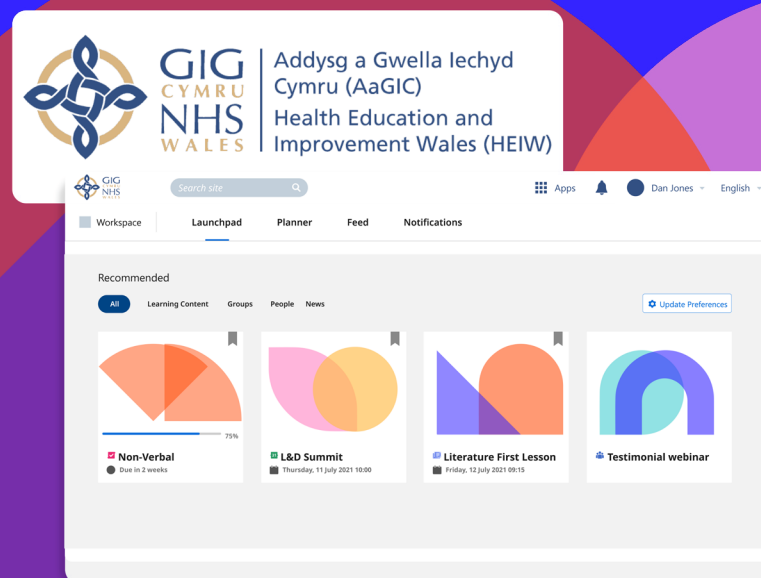 GIG
CYMRU
NHS
WALES
Addysg a Gwella Iechyd
Cymru (AaGIC)
Health Education and
Improvement Wales (HEIW)
GIG
CYMRU
NHS
WALES
Search site
Apps
Dan Jones
English
Workspace
Launchpad
Planner
Feed
Notifications
Recommended
All
Learning Content
Groups
People
News
Update Preferences
75%
Non-Verbal
Due in 2 weeks
L&D Summit
Thursday, 11 July 2021 10:00
Literature First Lesson
Friday, 12 July 2021 09:15
Testimonial webinar